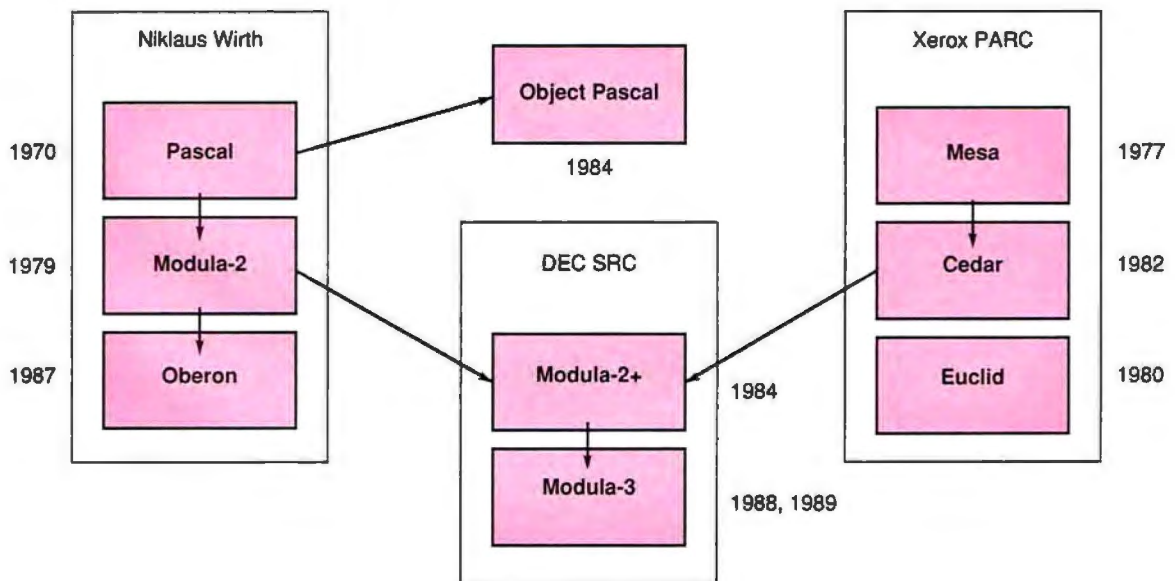 Niklaus Wirth
1970
Pascal
1979
Modula-2
1987
Oberon
Object Pascal
1984
DEC SRC
Modula-2+
1984
Modula-3
1988, 1989
Xerox PARC
Mesa
1977
Cedar
1982
Euclid
1980